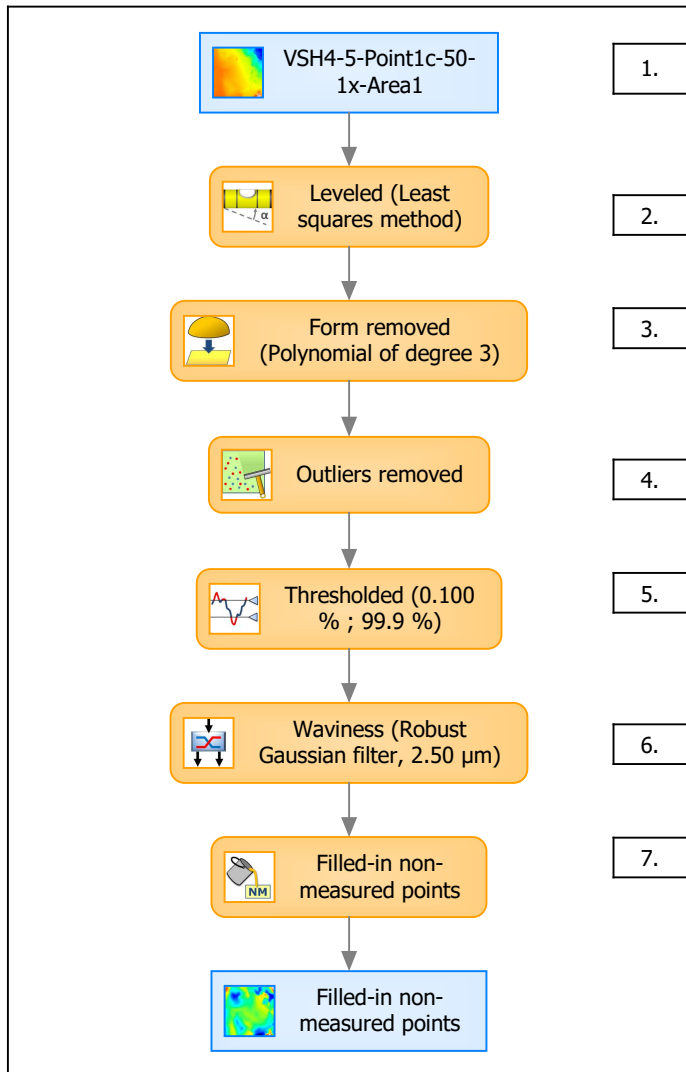 VSH4-5-Point1c-50-
1x-Area1
1.
α
Leveled (Least
squares method)
2.
Form removed
(Polynomial of degree 3)
3.
Outliers removed
4.
Thresholded (0.100
% ; 99.9 %)
5.
Waviness (Robust
Gaussian filter, 2.50 µm)
6.
Filled-in non-
measured points
NM
7.
Filled-in non-
measured points